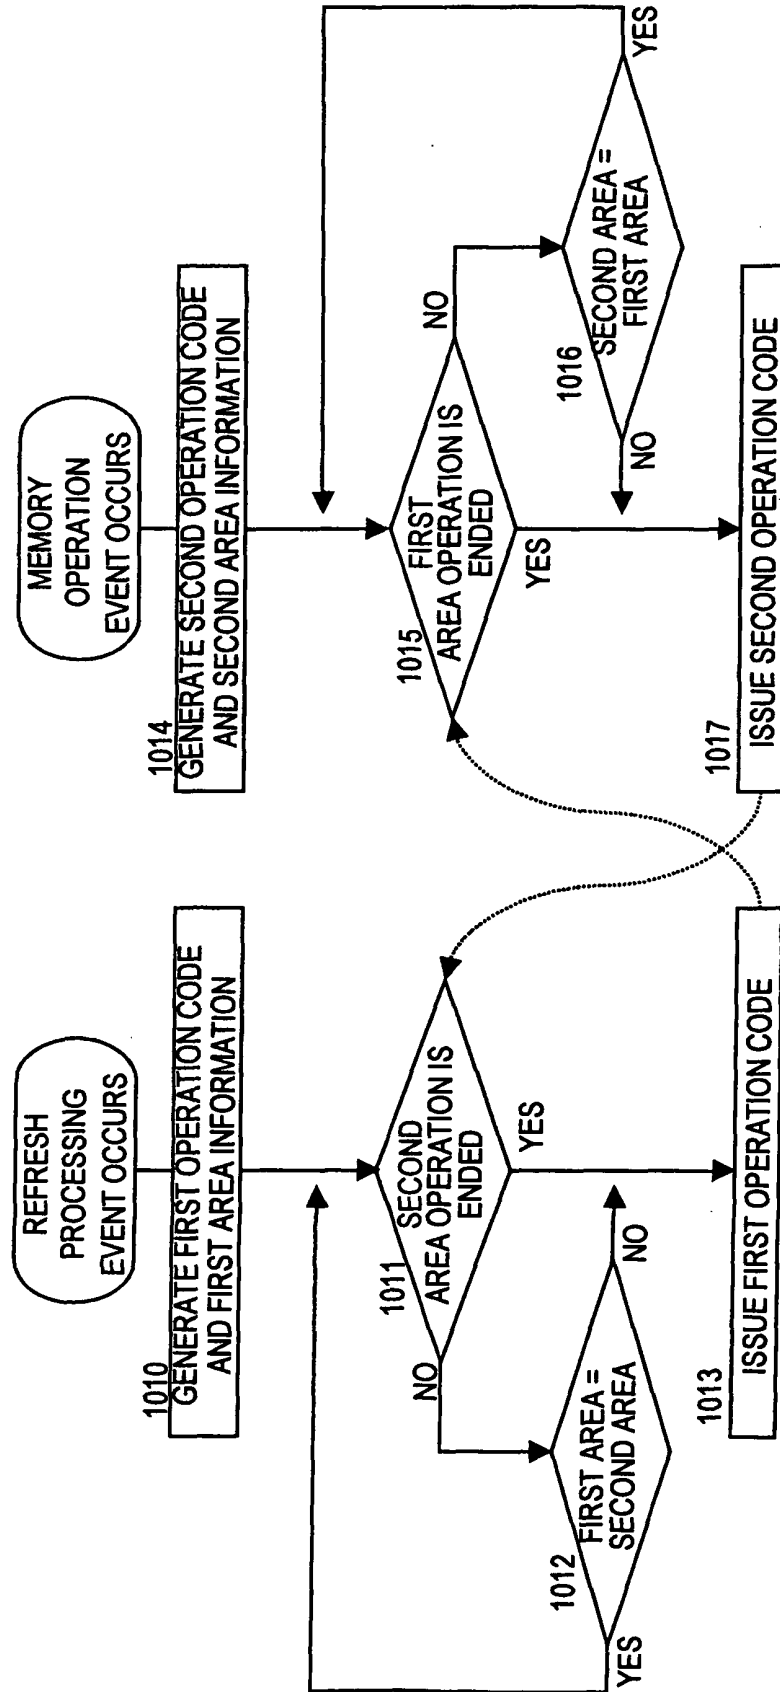 REFRESH
PROCESSING
EVENT OCCURS
1010
GENERATE FIRST OPERATION CODE
AND FIRST AREA INFORMATION
1011
SECOND
AREA OPERATION IS
ENDED
NO
YES
1012
FIRST AREA =
SECOND AREA
YES
NO
1013
ISSUE FIRST OPERATION CODE
MEMORY
OPERATION
EVENT OCCURS
1014
GENERATE SECOND OPERATION CODE
AND SECOND AREA INFORMATION
1015
FIRST
AREA OPERATION IS
ENDED
NO
YES
1016
SECOND AREA =
FIRST AREA
NO
YES
1017
ISSUE SECOND OPERATION CODE